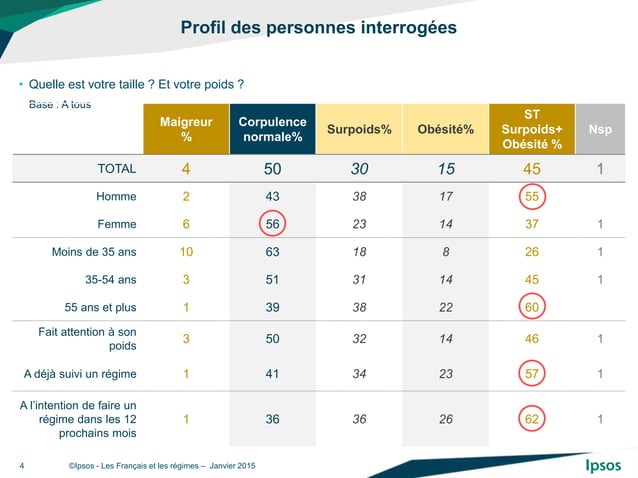 Profil des personnes interrogées
• Quelle est votre taille ? Et votre poids ?
Base : A tous
Maigreur % Corpulence normale% Surpoids% Obésité% ST Surpoids+ Obésité % Nsp
TOTAL 4 50 30 15 45 1
Homme 2 43 38 17 55
Femme 6 56 23 14 37 1
Moins de 35 ans 10 63 18 8 26 1
35-54 ans 3 51 31 14 45 1
55 ans et plus 1 39 38 22 60
Fait attention à son poids 3 50 32 14 46 1
A déjà suivi un régime 1 41 34 23 57 1
A l’intention de faire un régime dans les 12 prochains mois 1 36 36 26 62 1
4 ©Ipsos - Les Français et les régimes – Janvier 2015
Ipsos